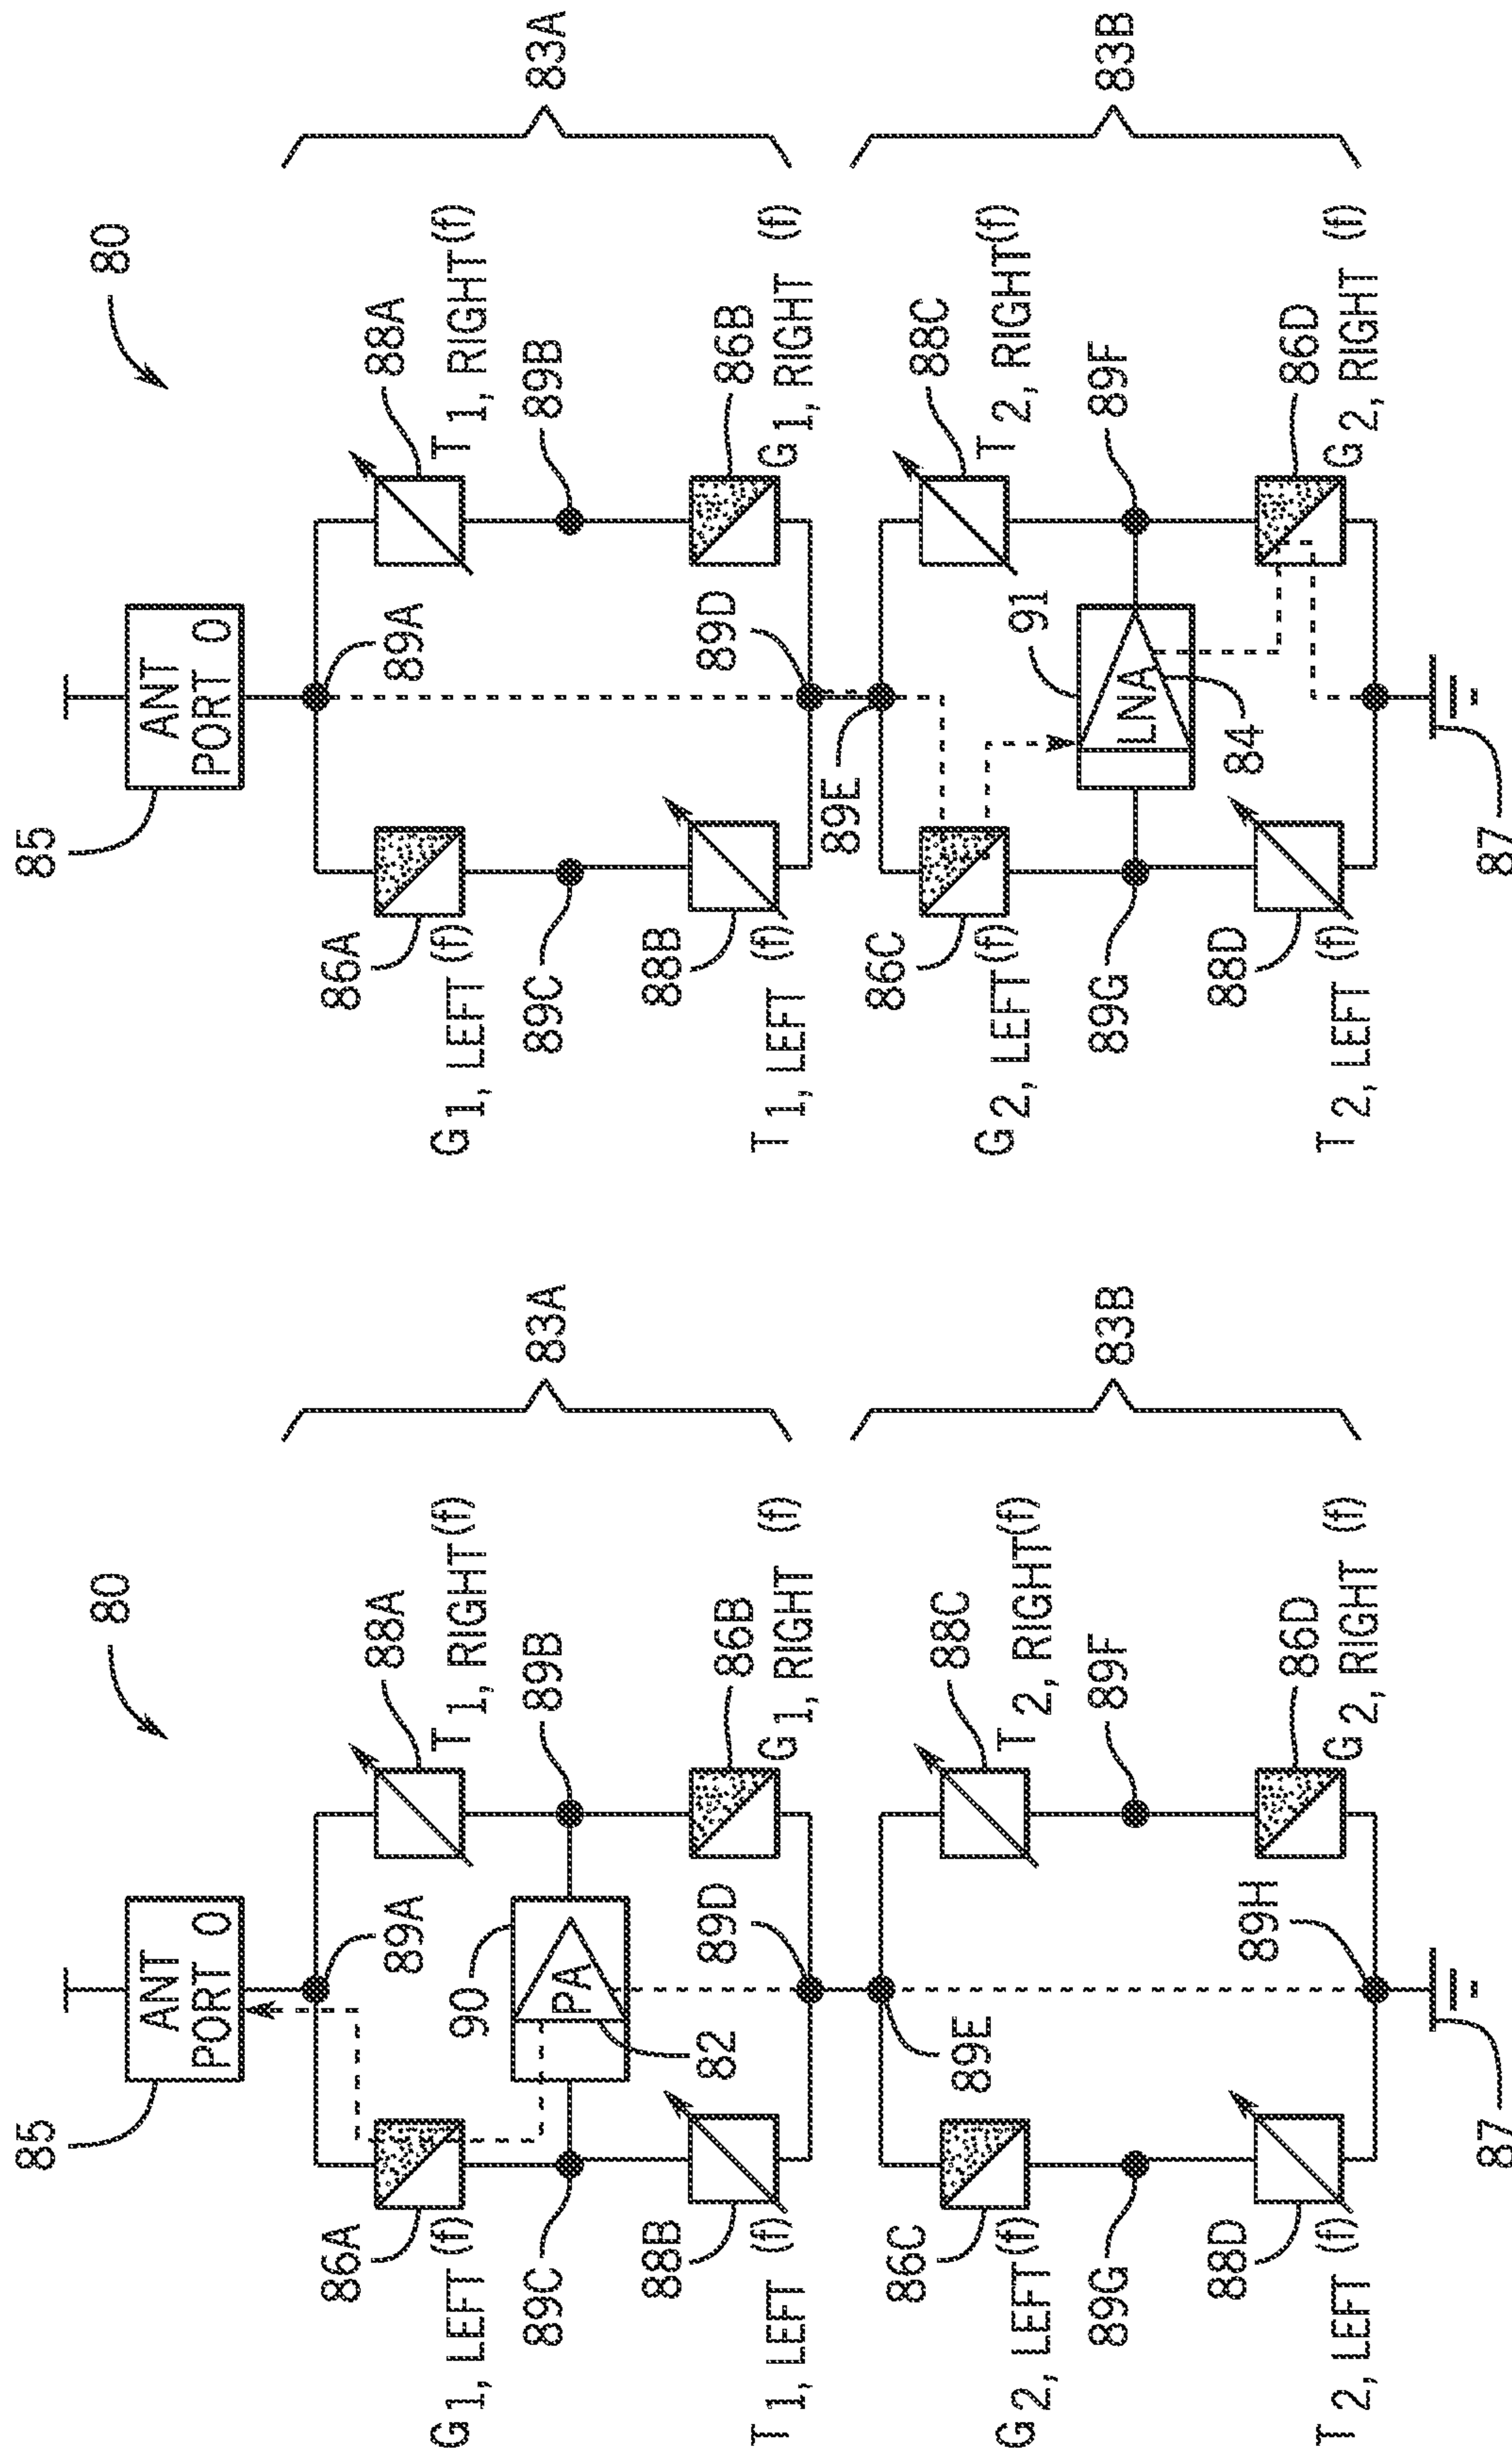 80
85
ANT
PORT 0
89A
86A
G 1, LEFT (f)
88A
T 1, RIGHT (f)
90
PA
82
89C
89B
88B
T 1, LEFT (f)
89D
86B
G 1, RIGHT (f)
83A
89E
86C
G 2, LEFT (f)
88C
T 2, RIGHT (f)
89G
89F
88D
T 2, LEFT (f)
89H
86D
G 2, RIGHT (f)
83B
87
80
85
ANT
PORT 0
89A
86A
G 1, LEFT (f)
88A
T 1, RIGHT (f)
89C
89B
88B
T 1, LEFT (f)
89D
86B
G 1, RIGHT (f)
83A
89E
86C
G 2, LEFT (f)
88C
T 2, RIGHT (f)
91
LNA
84
89G
89F
88D
T 2, LEFT (f)
86D
G 2, RIGHT (f)
83B
87